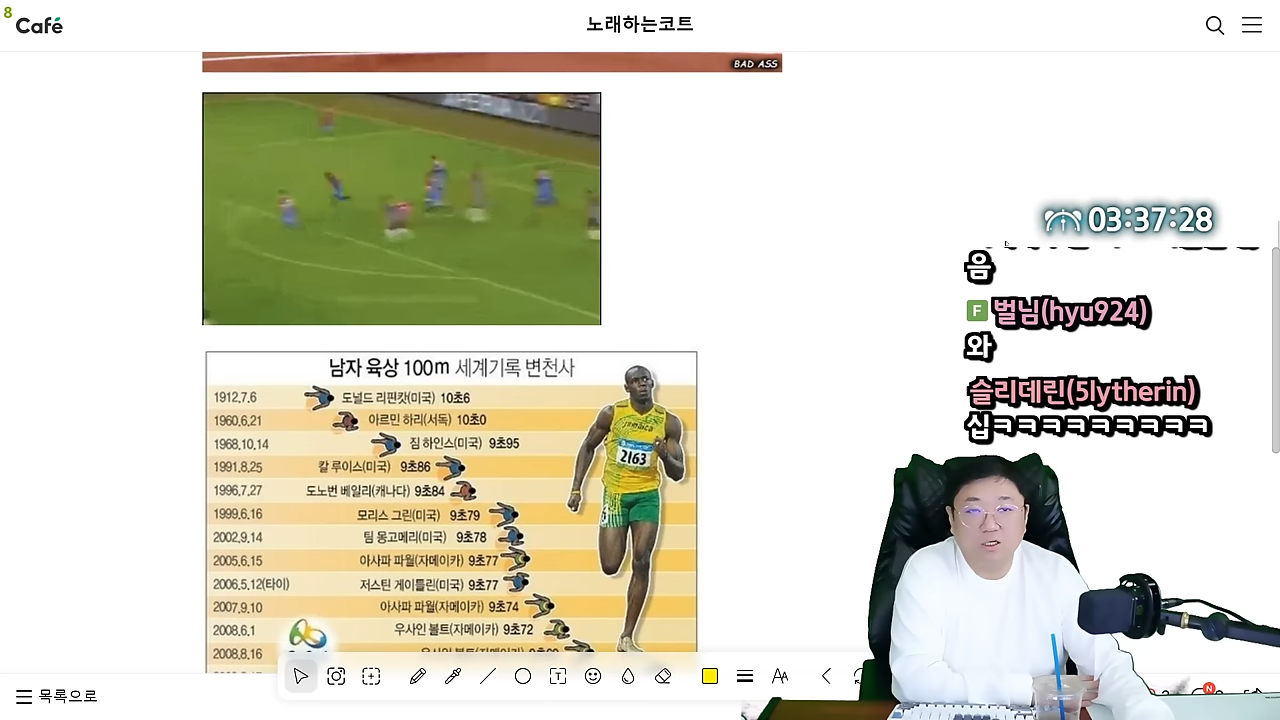 8
Café
노래하는코트
BAD ASS
03:37:28
음
F 벌님(hyu924)
와
슬리데린(5lytherin)
십ㅋㅋㅋㅋㅋㅋㅋㅋㅋ
남자 육상 100m 세계기록 변천사
1912.7.6 도널드 리핀캇(미국) 10초6
1960.6.21 아르민 하리(서독) 10초0
1968.10.14 짐 하인스(미국) 9초95
1991.8.25 칼 루이스(미국) 9초86
1996.7.27 도노번 베일리(캐나다) 9초84
1999.6.16 모리스 그린(미국) 9초79
2002.9.14 팀 몽고메리(미국) 9초78
2005.6.15 아사파 파월(자메이카) 9초77
2006.5.12(타이) 저스틴 게이틀린(미국) 9초77
2007.9.10 아사파 파월(자메이카) 9초74
2008.6.1 우사인 볼트(자메이카) 9초72
2008.8.16
Jamaica
2163
목록으로
N